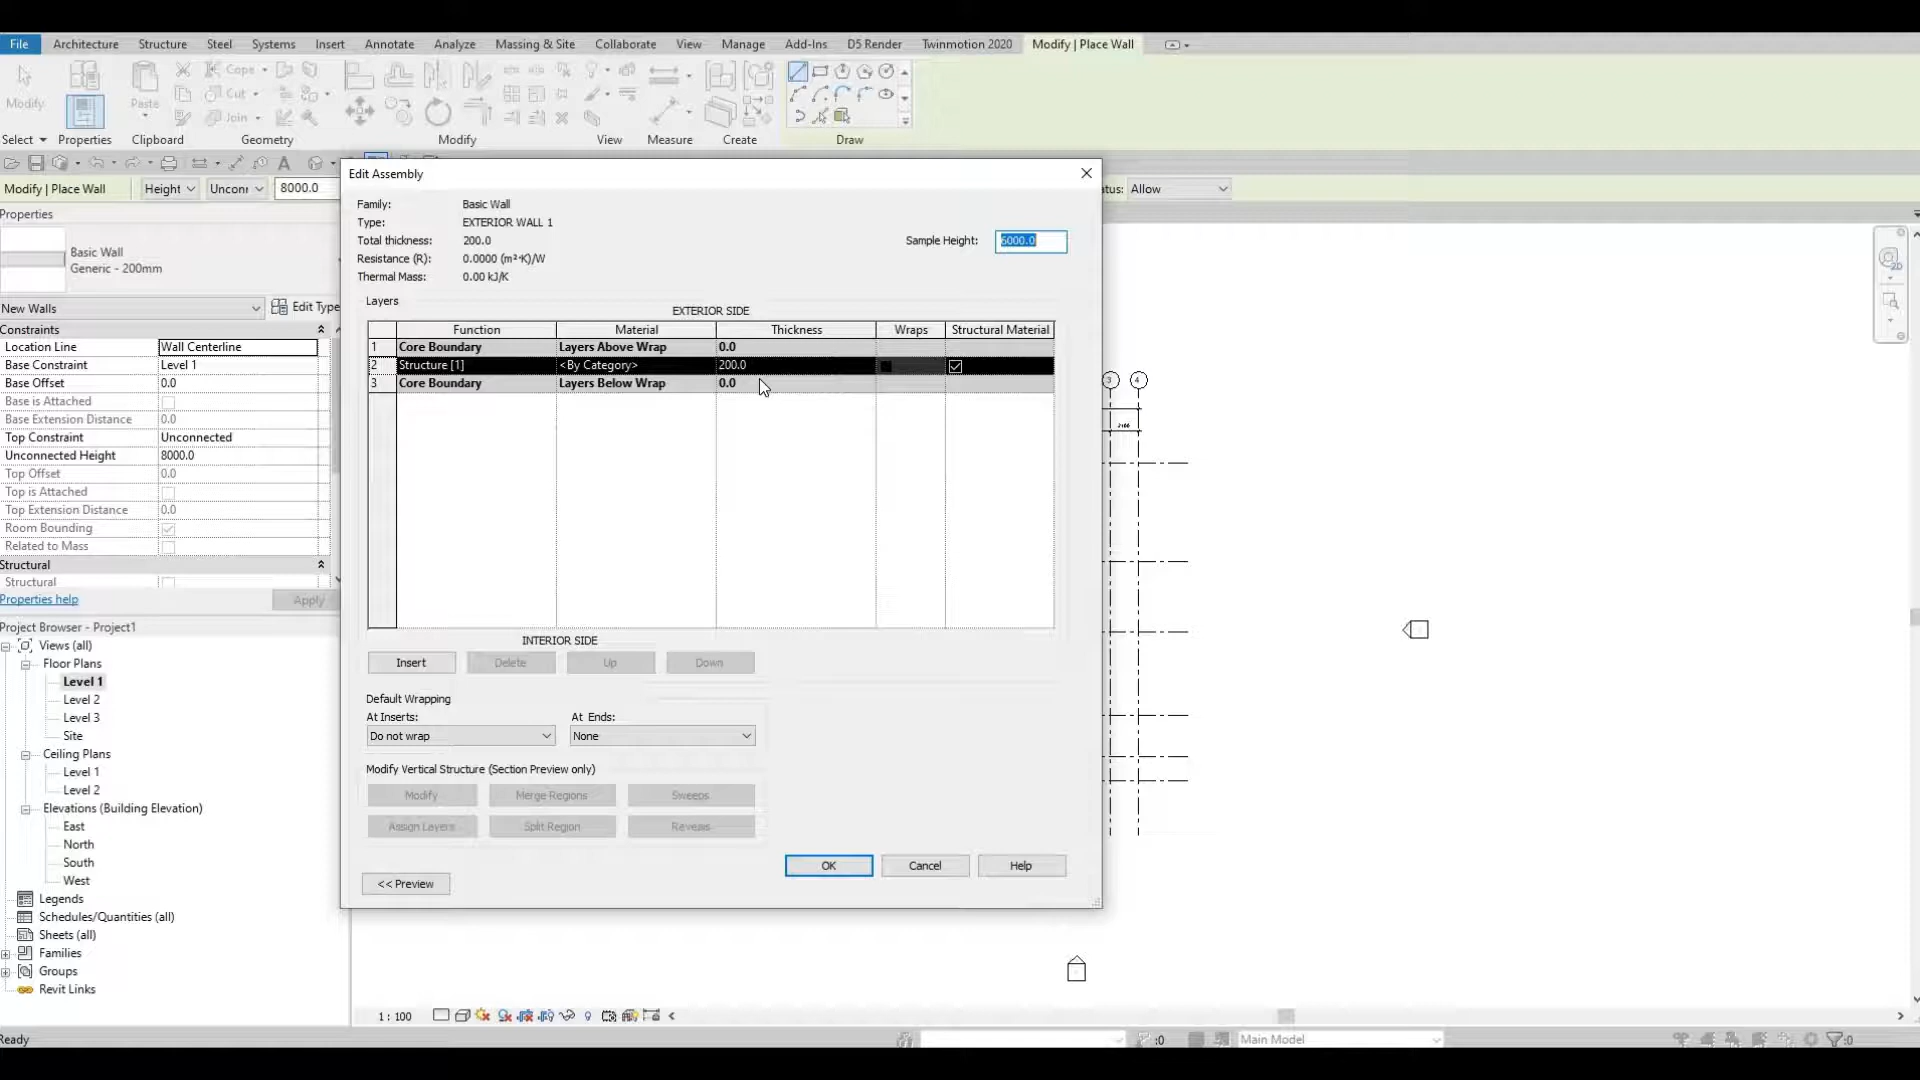 File Architecture Structure Steel Systems Insert Annotate Analyze Massing & Site Collaborate View Manage Add-Ins D5 Render Twinmotion 2020 Modify | Place Wall
Modify Paste Cope Cut Join
Select Properties Clipboard Geometry Modify View Measure Create Draw
Modify | Place Wall Height 8000.0 Allow
Edit Assembly
Properties
Basic Wall
Generic - 200mm
New Walls Edit Type
Constraints
Location Line Wall Centerline
Base Constraint Level 1
Base Offset 0.0
Base is Attached
Base Extension Distance 0.0
Top Constraint Unconnected
Unconnected Height 8000.0
Top Offset 0.0
Top is Attached
Top Extension Distance 0.0
Room Bounding
Related to Mass
Structural
Structural
Properties help Apply
Project Browser - Project1
Views (all)
Floor Plans
Level 1
Level 2
Level 3
Site
Ceiling Plans
Level 1
Level 2
Elevations (Building Elevation)
East
North
South
West
Legends
Schedules/Quantities (all)
Sheets (all)
Families
Groups
Revit Links
Family: Basic Wall
Type: EXTERIOR WALL 1
Total thickness: 200.0 Sample Height: 6000.0
Resistance (R): 0.0000 (m²·K)/W
Thermal Mass: 0.00 kJ/K
Layers
EXTERIOR SIDE
Function Material Thickness Wraps Structural Material
1 Core Boundary Layers Above Wrap 0.0
2 Structure [1] <By Category> 200.0
3 Core Boundary Layers Below Wrap 0.0
INTERIOR SIDE
Insert Delete Up Down
Default Wrapping
At Inserts: At Ends:
Do not wrap None
Modify Vertical Structure (Section Preview only)
Modify Merge Regions Sweeps
Assign Layers Split Region Reveals
OK Cancel Help
<< Preview
3 4
2D
1 : 100
:0 Main Model :0